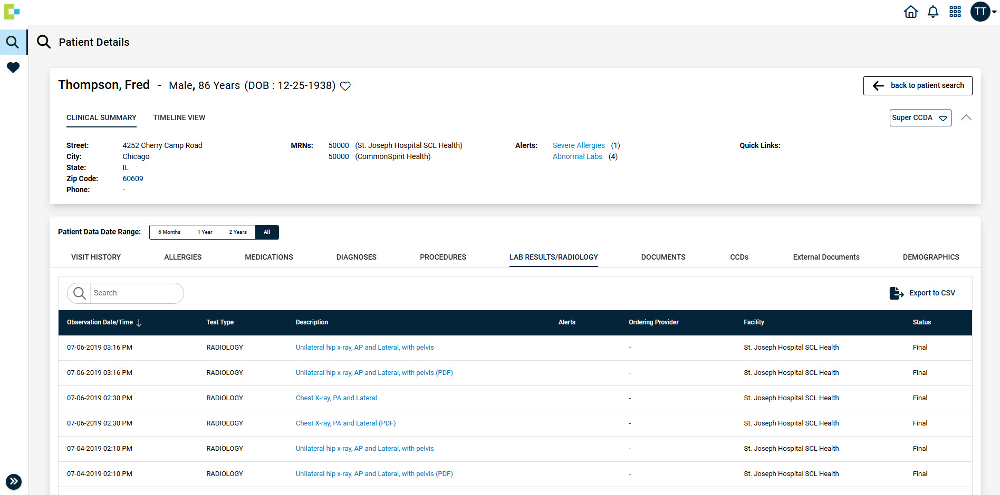 TT
Patient Details
Thompson, Fred - Male, 86 Years (DOB : 12-25-1938)
back to patient search
CLINICAL SUMMARY TIMELINE VIEW
Super CCDA
Street: 4252 Cherry Camp Road MRNs: 50000 (St. Joseph Hospital SCL Health) Alerts: Severe Allergies (1) Quick Links:
City: Chicago 50000 (CommonSpirit Health) Abnormal Labs (4)
State: IL
Zip Code: 60609
Phone: -
Patient Data Date Range: 6 Months 1 Year 2 Years All
VISIT HISTORY ALLERGIES MEDICATIONS DIAGNOSES PROCEDURES LAB RESULTS/RADIOLOGY DOCUMENTS CCDs External Documents DEMOGRAPHICS
Search
Export to CSV
Observation Date/Time Test Type Description Alerts Ordering Provider Facility Status
07-06-2019 03:16 PM RADIOLOGY Unilateral hip x-ray, AP and Lateral, with pelvis - St. Joseph Hospital SCL Health Final
07-06-2019 03:16 PM RADIOLOGY Unilateral hip x-ray, AP and Lateral, with pelvis (PDF) - St. Joseph Hospital SCL Health Final
07-06-2019 02:30 PM RADIOLOGY Chest X-ray, PA and Lateral - St. Joseph Hospital SCL Health Final
07-06-2019 02:30 PM RADIOLOGY Chest X-ray, PA and Lateral (PDF) - St. Joseph Hospital SCL Health Final
07-04-2019 02:10 PM RADIOLOGY Unilateral hip x-ray, AP and Lateral, with pelvis - St. Joseph Hospital SCL Health Final
07-04-2019 02:10 PM RADIOLOGY Unilateral hip x-ray, AP and Lateral, with pelvis (PDF) - St. Joseph Hospital SCL Health Final